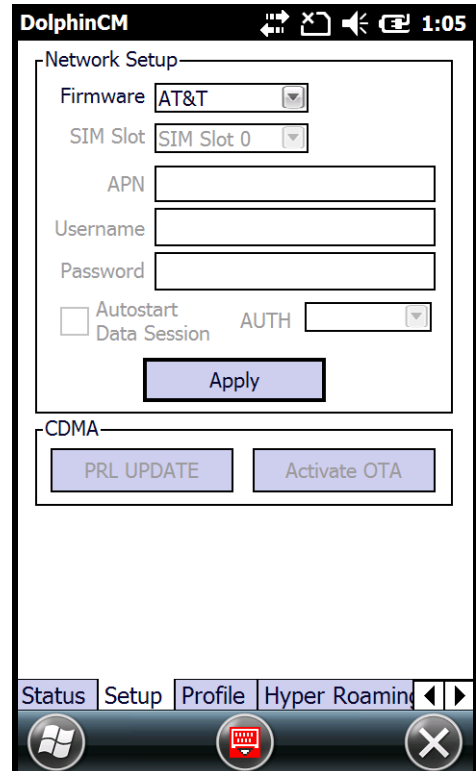 DolphinCM 1:05
Network Setup
Firmware AT&T
SIM Slot SIM Slot 0
APN
Username
Password
Autostart
Data Session
AUTH
Apply
CDMA
PRL UPDATE Activate OTA
Status Setup Profile Hyper Roaming